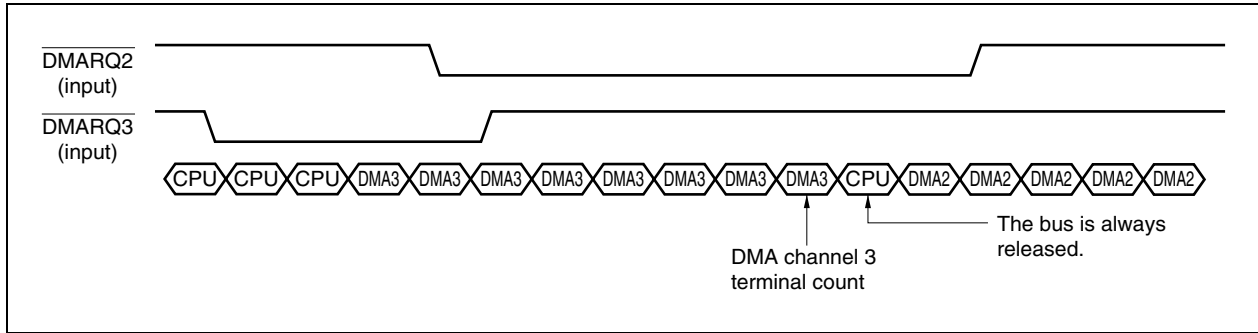 DMARQ2
(input)
DMARQ3
(input)
CPU CPU CPU DMA3 DMA3 DMA3 DMA3 DMA3 DMA3 DMA3 DMA3 CPU DMA2 DMA2 DMA2 DMA2 DMA2
The bus is always
released.
DMA channel 3
terminal count